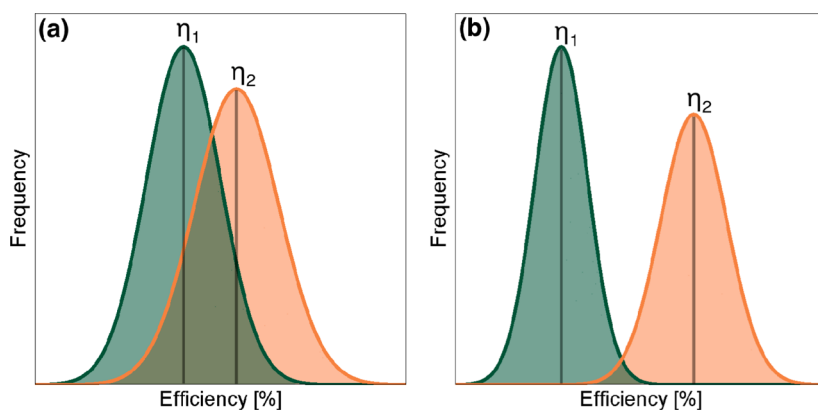 (a)
η1
η2
Frequency
Efficiency [%]
(b)
η1
η2
Frequency
Efficiency [%]